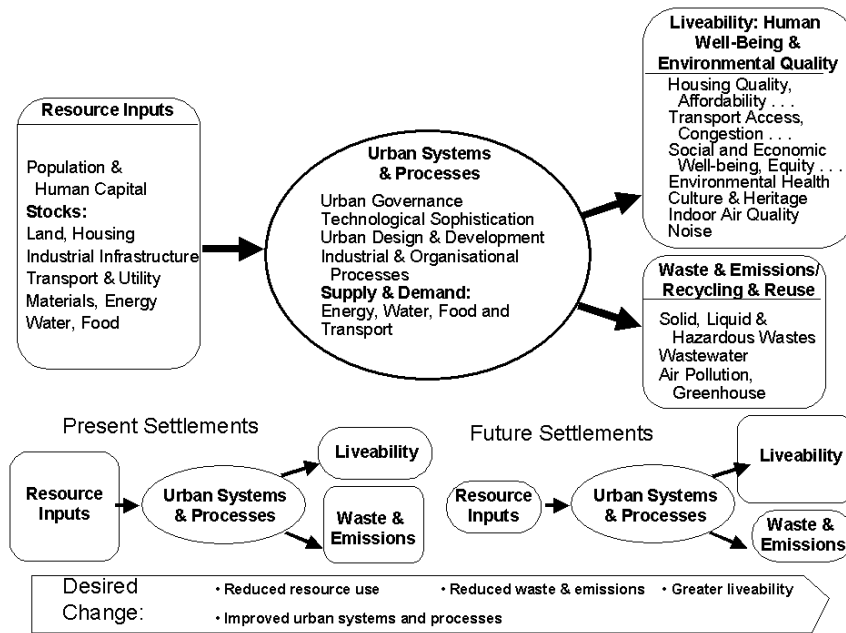 Resource Inputs
Population &
Human Capital
Stocks:
Land, Housing
Industrial Infrastructure
Transport & Utility
Materials, Energy
Water, Food
Urban Systems
& Processes
Urban Governance
Technological Sophistication
Urban Design & Development
Industrial & Organisational
Processes
Supply & Demand:
Energy, Water, Food and
Transport
Liveability: Human
Well-Being &
Environmental Quality
Housing Quality,
Affordability . . .
Transport Access,
Congestion . . .
Social and Economic
Well-being, Equity . . .
Environmental Health
Culture & Heritage
Indoor Air Quality
Noise
Waste & Emissions/
Recycling & Reuse
Solid, Liquid &
Hazardous Wastes
Wastewater
Air Pollution,
Greenhouse
Present Settlements
Resource
Inputs
Urban Systems
& Processes
Liveability
Waste &
Emissions
Future Settlements
Resource
Inputs
Urban Systems
& Processes
Liveability
Waste &
Emissions
Desired
Change:
• Reduced resource use
• Reduced waste & emissions
• Greater liveability
• Improved urban systems and processes